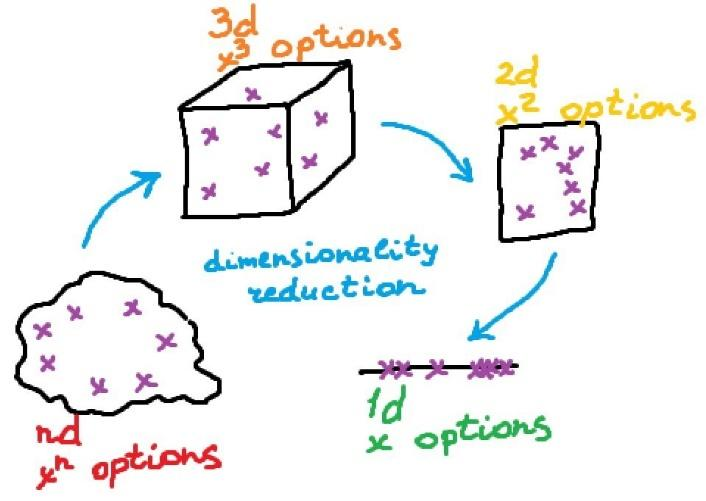 3d
x³ options
2d
x² options
dimensionality
reduction
nd
xⁿ options
1d
x options